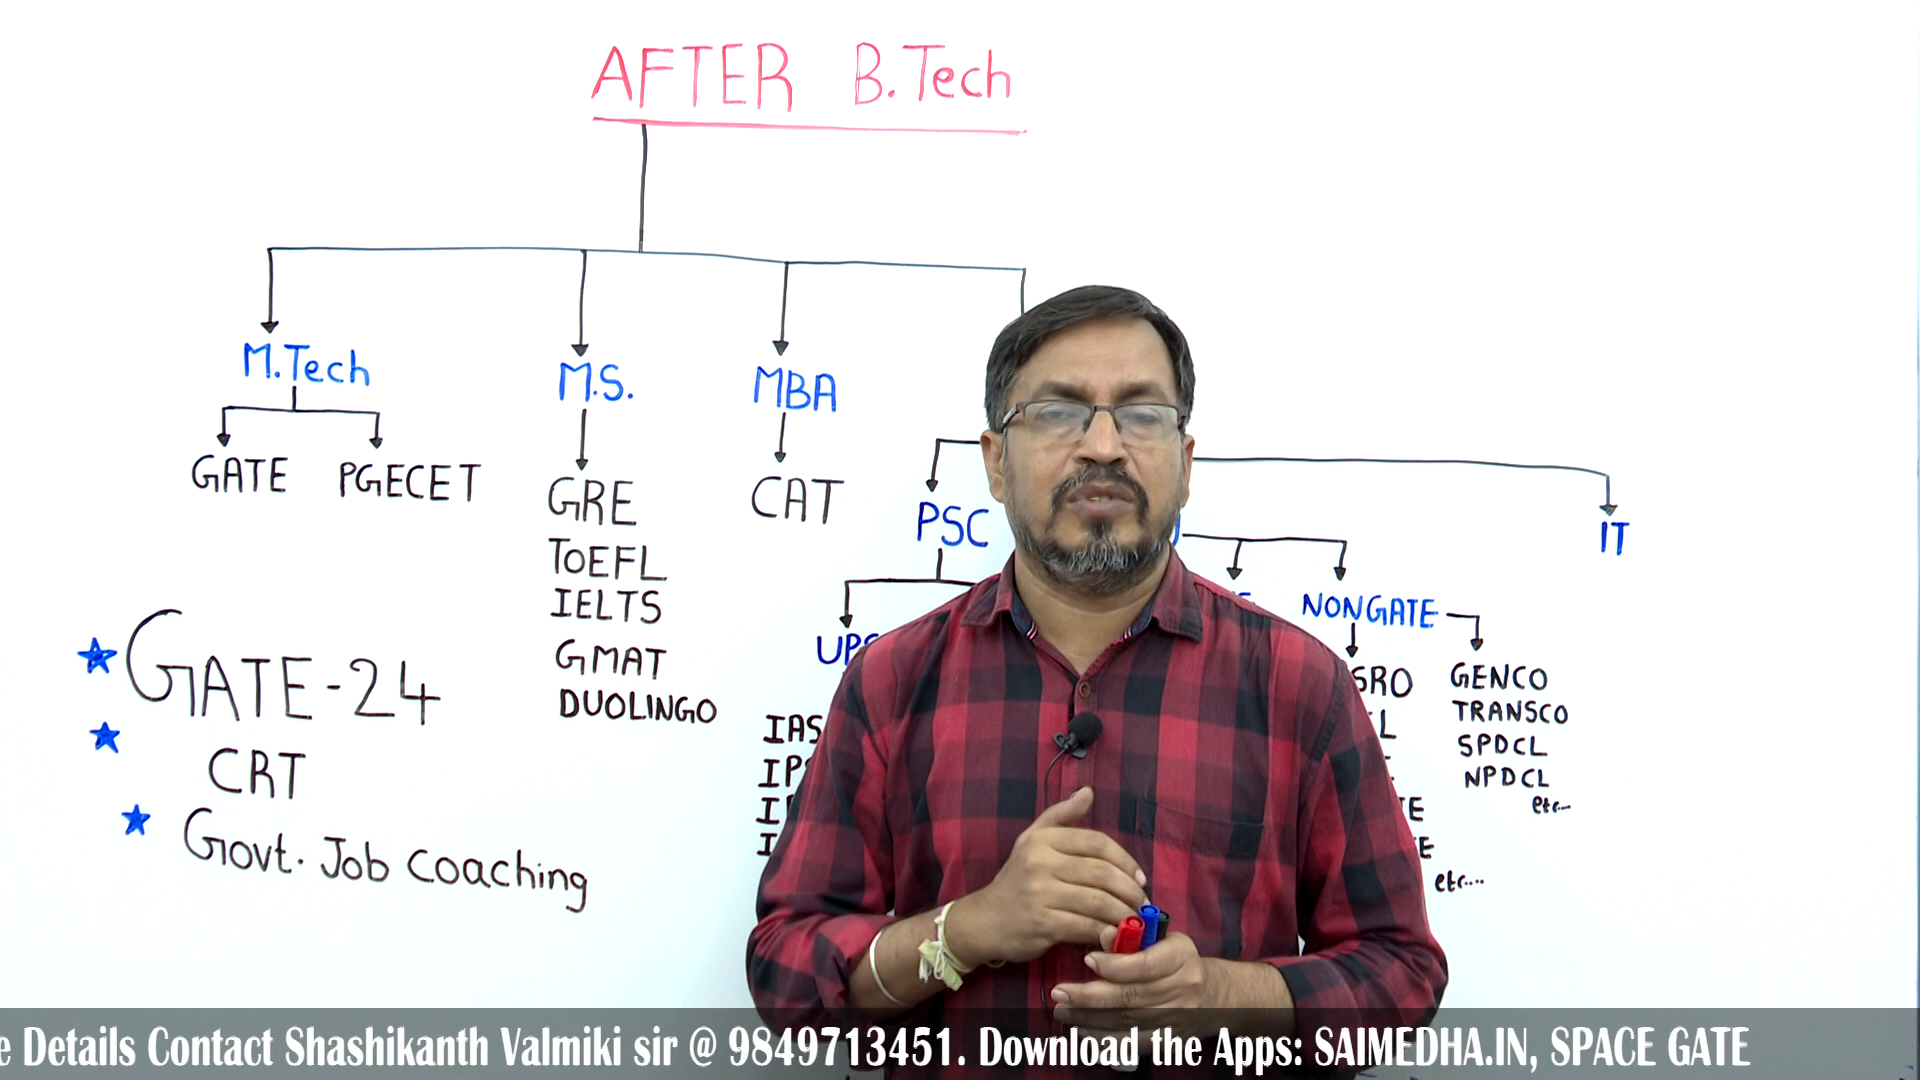 AFTER B.Tech
M.Tech
M.S.
MBA
GATE PGECET
GRE
TOEFL
IELTS
GMAT
DUOLINGO
CAT
PSC
IT
NONGATE
GENCO
TRANSCO
SPDCL
NPDCL
etc...
IAS
etc....
★ GATE-24
★ CRT
★ Govt. Job Coaching
Details Contact Shashikanth Valmiki sir @ 9849713451. Download the Apps: SAIMEDHA.IN, SPACE GATE